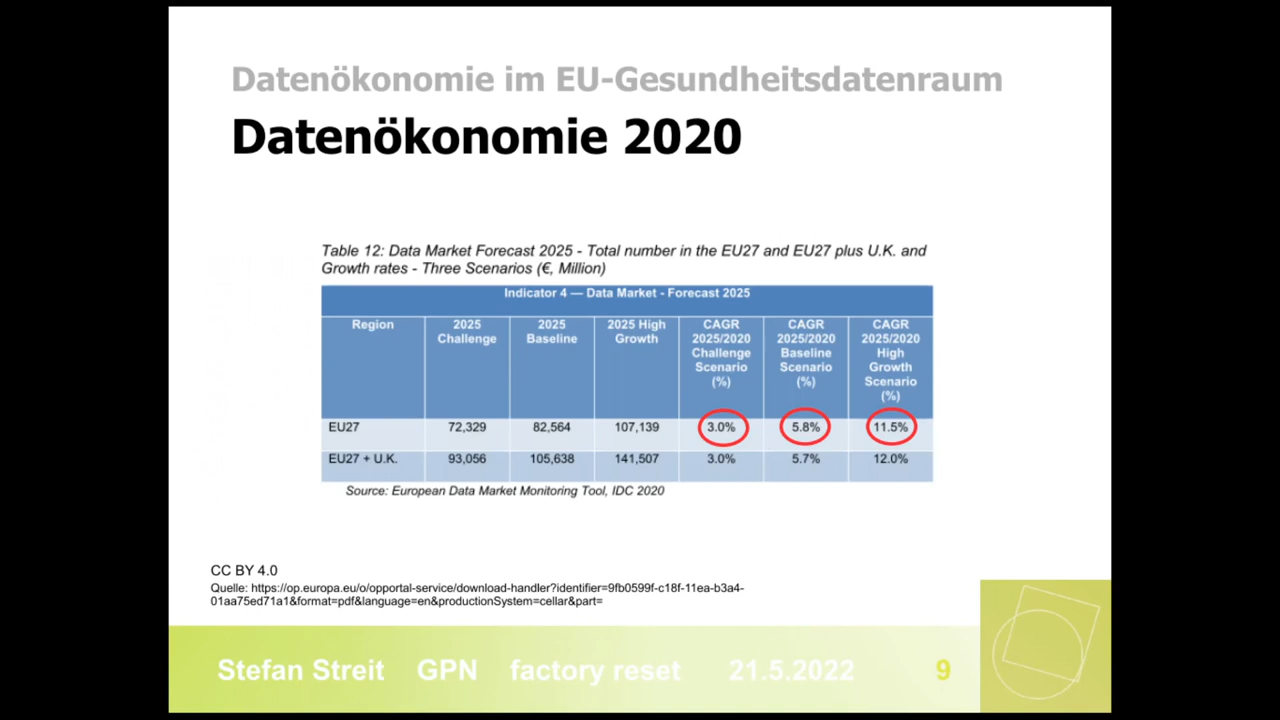 Datenökonomie im EU-Gesundheitsdatenraum
Datenökonomie 2020
Table 12: Data Market Forecast 2025 - Total number in the EU27 and EU27 plus U.K. and
Growth rates - Three Scenarios (€, Million)
Indicator 4 — Data Market - Forecast 2025
Region 2025 Challenge 2025 Baseline 2025 High Growth CAGR 2025/2020 Challenge Scenario (%) CAGR 2025/2020 Baseline Scenario (%) CAGR 2025/2020 High Growth Scenario (%)
EU27 72,329 82,564 107,139 3.0% 5.8% 11.5%
EU27 + U.K. 93,056 105,638 141,507 3.0% 5.7% 12.0%
Source: European Data Market Monitoring Tool, IDC 2020
CC BY 4.0
Quelle: https://op.europa.eu/o/opportal-service/download-handler?identifier=9fb0599f-c18f-11ea-b3a4-
01aa75ed71a1&format=pdf&language=en&productionSystem=cellar&part=
Stefan Streit GPN factory reset 21.5.2022 9